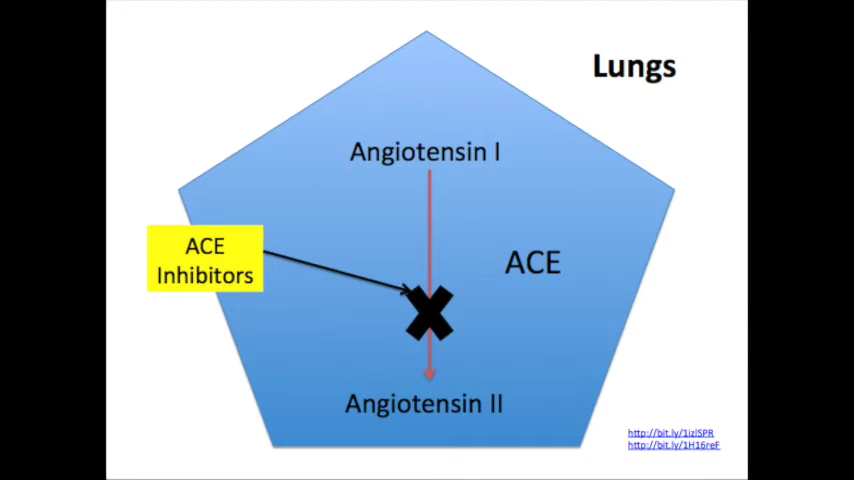 Lungs
Angiotensin I
ACE
Inhibitors
ACE
Angiotensin II
http://bit.ly/1izlSPR
http://bit.ly/1H16reF